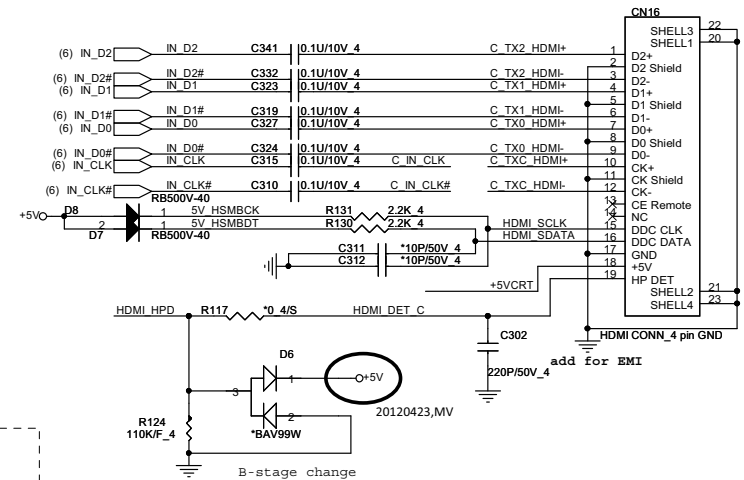 CN16
SHELL3 22
SHELL1 20
(6) IN_D2 IN_D2 C341 0.1U/10V_4 C_TX2_HDMI+ 1 D2+
2 D2 Shield
(6) IN_D2# IN_D2# C332 0.1U/10V_4 C_TX2_HDMI- 3 D2-
(6) IN_D1 IN_D1 C323 0.1U/10V_4 C_TX1_HDMI+ 4 D1+
5 D1 Shield
(6) IN_D1# IN_D1# C319 0.1U/10V_4 C_TX1_HDMI- 6 D1-
(6) IN_D0 IN_D0 C327 0.1U/10V_4 C_TX0_HDMI+ 7 D0+
8 D0 Shield
(6) IN_D0# IN_D0# C324 0.1U/10V_4 C_TX0_HDMI- 9 D0-
(6) IN_CLK IN_CLK C315 0.1U/10V_4 C_IN_CLK C_TXC_HDMI+ 10 CK+
11 CK Shield
(6) IN_CLK# IN_CLK# C310 0.1U/10V_4 C_IN_CLK# C_TXC_HDMI- 12 CK-
RB500V-40 13 CE Remote
+5V D8 1 5V_HSMBCK R131 2.2K_4 14 NC
D7 2 1 5V_HSMBDT R130 2.2K_4 HDMI_SCLK 15 DDC CLK
RB500V-40 HDMI_SDATA 16 DDC DATA
C311 *10P/50V_4 17 GND
C312 *10P/50V_4 18 +5V
+5VCRT 19 HP DET
SHELL2 21
SHELL4 23
HDMI_HPD R117 *0_4/S HDMI_DET_C
HDMI CONN_4 pin GND
C302
add for EMI
220P/50V_4
D6
3 1 +5V
2
20120423,MV
R124
110K/F_4
*BAV99W
B-stage change